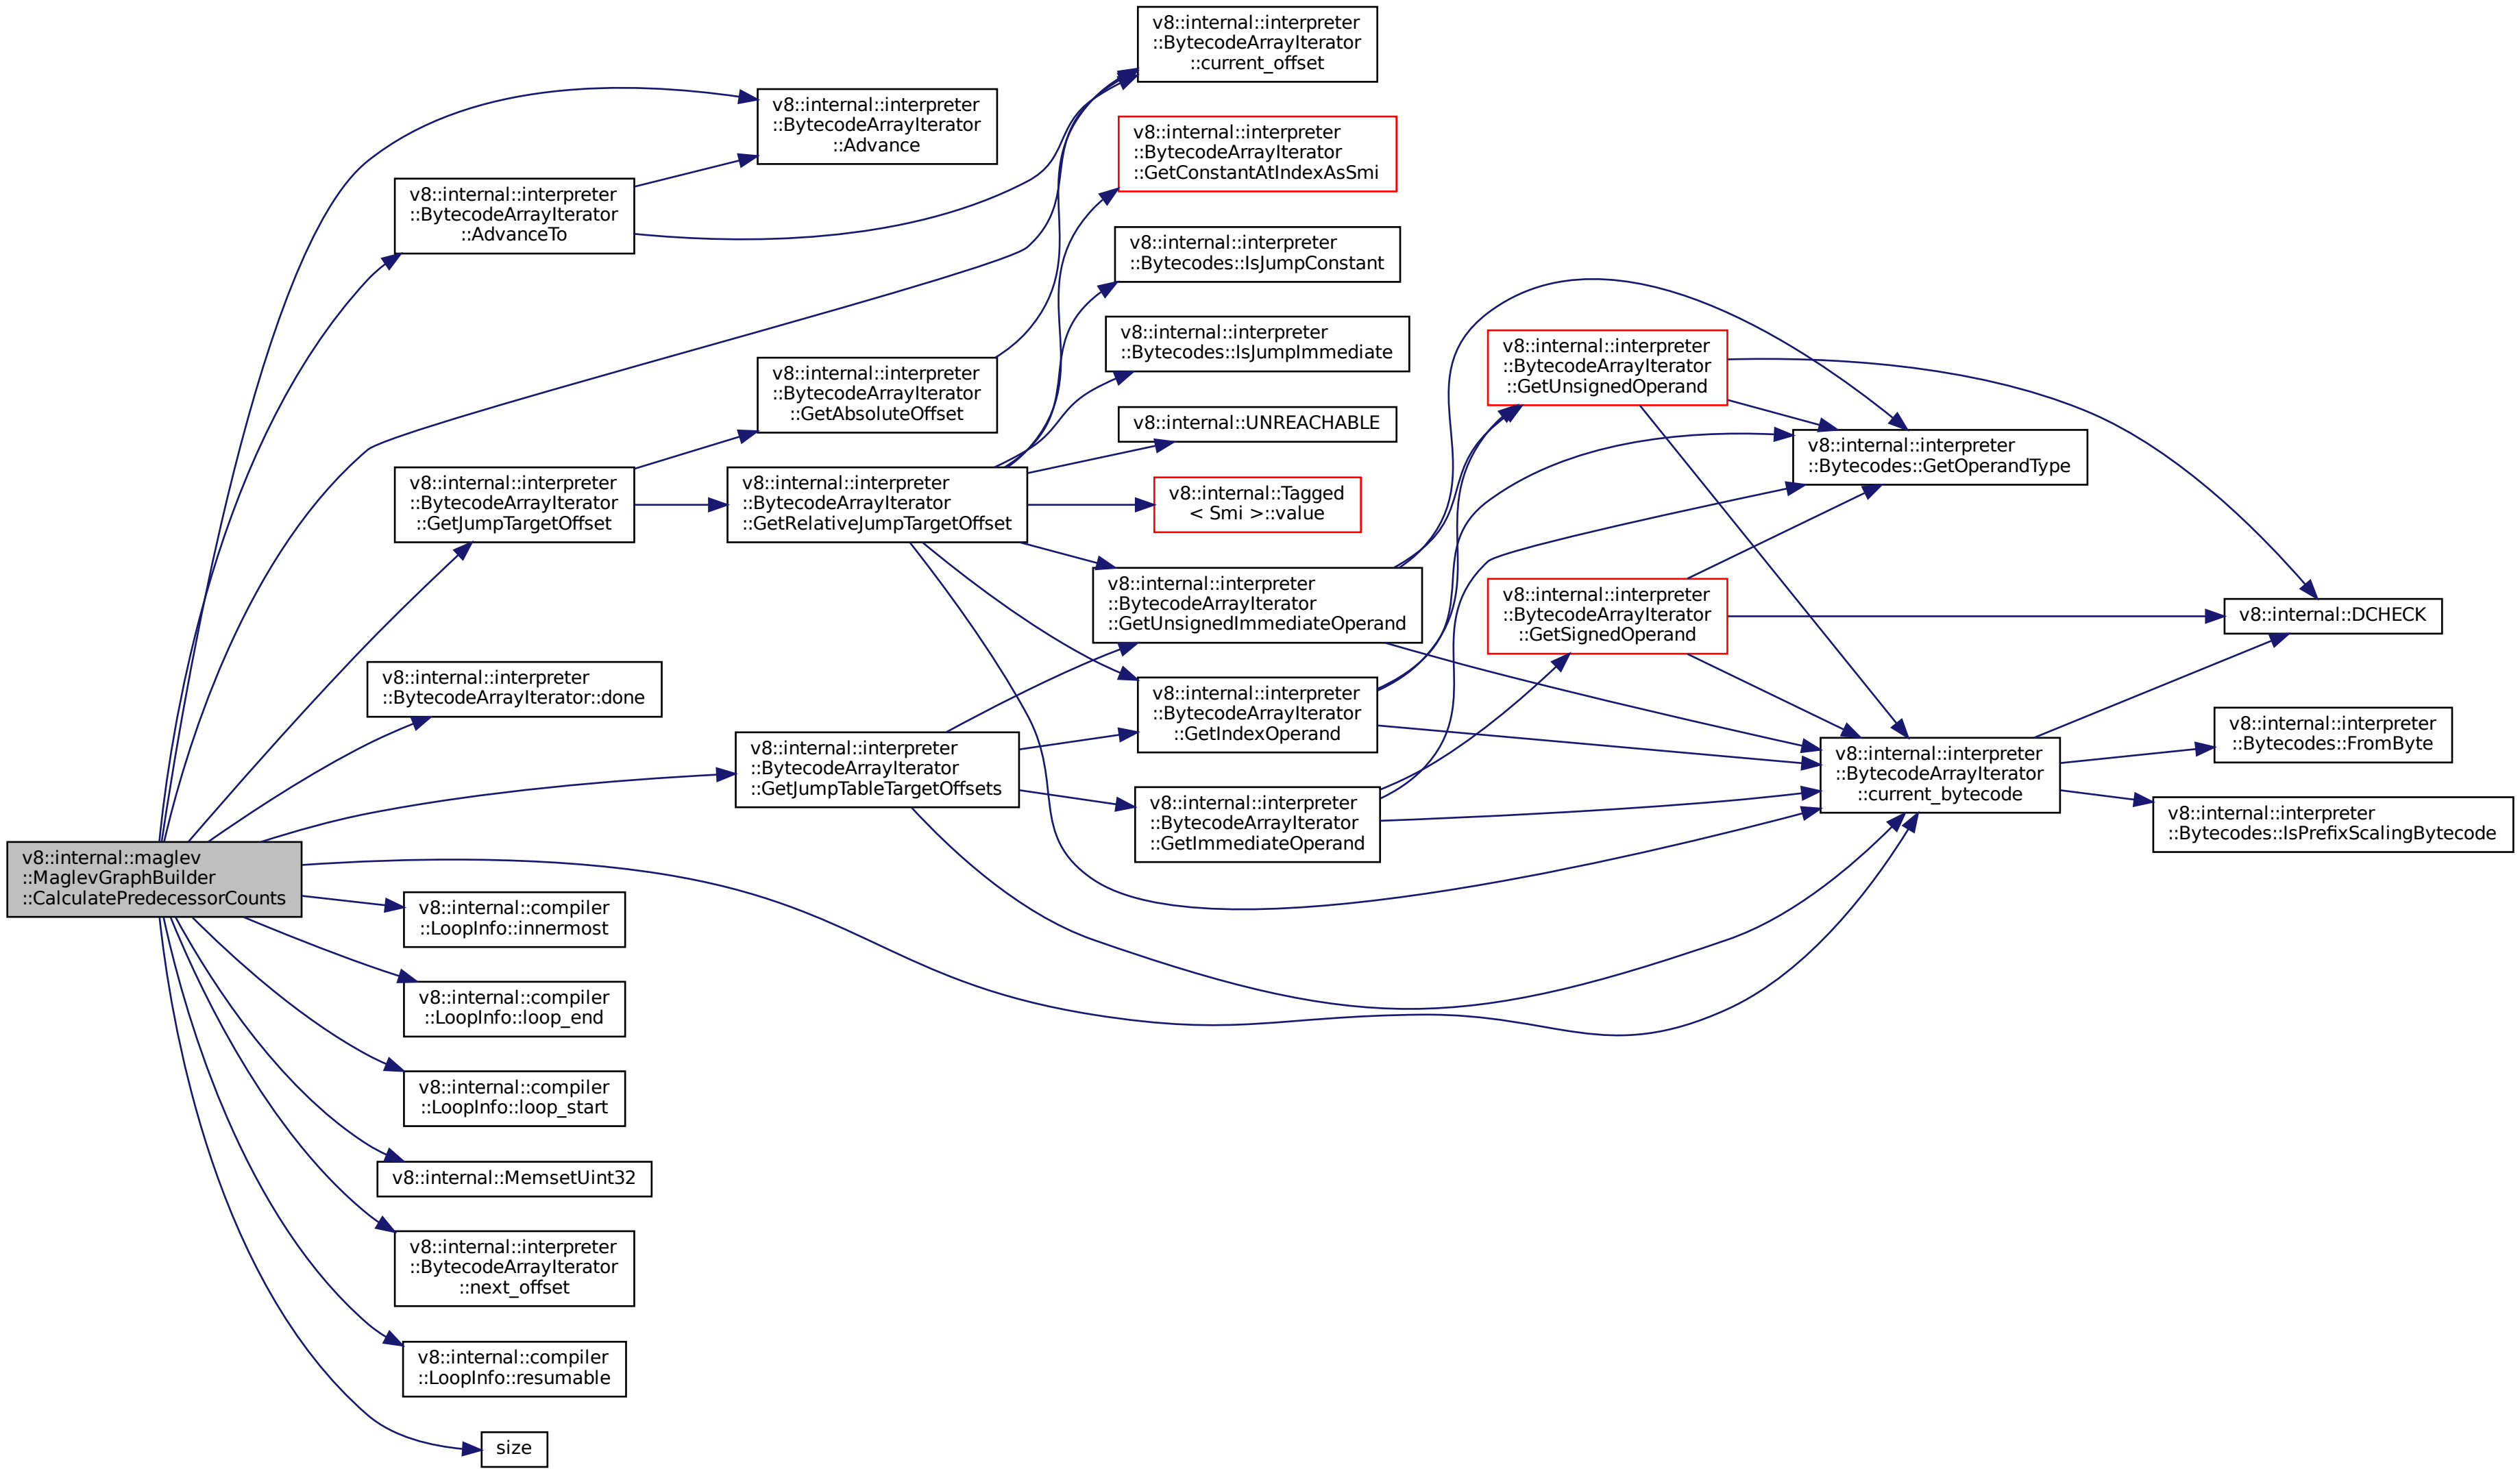 v8::internal::interpreter
::BytecodeArrayIterator
::current_offset
v8::internal::interpreter
::BytecodeArrayIterator
::Advance
v8::internal::interpreter
::BytecodeArrayIterator
::GetConstantAtIndexAsSmi
v8::internal::interpreter
::BytecodeArrayIterator
::AdvanceTo
v8::internal::interpreter
::Bytecodes::IsJumpConstant
v8::internal::interpreter
::Bytecodes::IsJumpImmediate
v8::internal::interpreter
::BytecodeArrayIterator
::GetUnsignedOperand
v8::internal::interpreter
::BytecodeArrayIterator
::GetAbsoluteOffset
v8::internal::UNREACHABLE
v8::internal::interpreter
::Bytecodes::GetOperandType
v8::internal::interpreter
::BytecodeArrayIterator
::GetJumpTargetOffset
v8::internal::interpreter
::BytecodeArrayIterator
::GetRelativeJumpTargetOffset
v8::internal::Tagged
< Smi >::value
v8::internal::interpreter
::BytecodeArrayIterator
::GetUnsignedImmediateOperand
v8::internal::interpreter
::BytecodeArrayIterator
::GetSignedOperand
v8::internal::DCHECK
v8::internal::interpreter
::BytecodeArrayIterator::done
v8::internal::interpreter
::BytecodeArrayIterator
::GetIndexOperand
v8::internal::interpreter
::Bytecodes::FromByte
v8::internal::interpreter
::BytecodeArrayIterator
::GetJumpTableTargetOffsets
v8::internal::interpreter
::BytecodeArrayIterator
::current_bytecode
v8::internal::interpreter
::BytecodeArrayIterator
::GetImmediateOperand
v8::internal::interpreter
::Bytecodes::IsPrefixScalingBytecode
v8::internal::maglev
::MaglevGraphBuilder
::CalculatePredecessorCounts
v8::internal::compiler
::LoopInfo::innermost
v8::internal::compiler
::LoopInfo::loop_end
v8::internal::compiler
::LoopInfo::loop_start
v8::internal::MemsetUint32
v8::internal::interpreter
::BytecodeArrayIterator
::next_offset
v8::internal::compiler
::LoopInfo::resumable
size